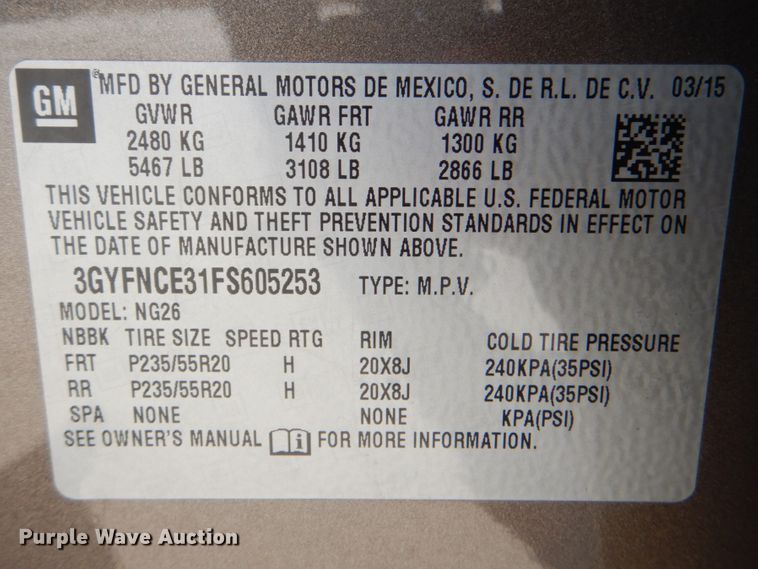 GM ® MFD BY GENERAL MOTORS DE MEXICO, S. DE R.L. DE C.V. 03/15
GVWR GAWR FRT GAWR RR
2480 KG 1410 KG 1300 KG
5467 LB 3108 LB 2866 LB
THIS VEHICLE CONFORMS TO ALL APPLICABLE U.S. FEDERAL MOTOR
VEHICLE SAFETY AND THEFT PREVENTION STANDARDS IN EFFECT ON
THE DATE OF MANUFACTURE SHOWN ABOVE.
3GYFNCE31FS605253 TYPE: M.P.V.
MODEL: NG26
NBBK TIRE SIZE SPEED RTG RIM COLD TIRE PRESSURE
FRT P235/55R20 H 20X8J 240KPA(35PSI)
RR P235/55R20 H 20X8J 240KPA(35PSI)
SPA NONE NONE KPA(PSI)
SEE OWNER'S MANUAL i FOR MORE INFORMATION.
Purple Wave Auction